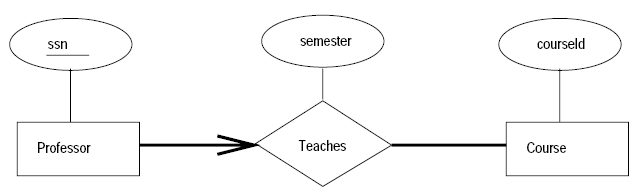 ssn
semester
courseId
Professor
Teaches
Course